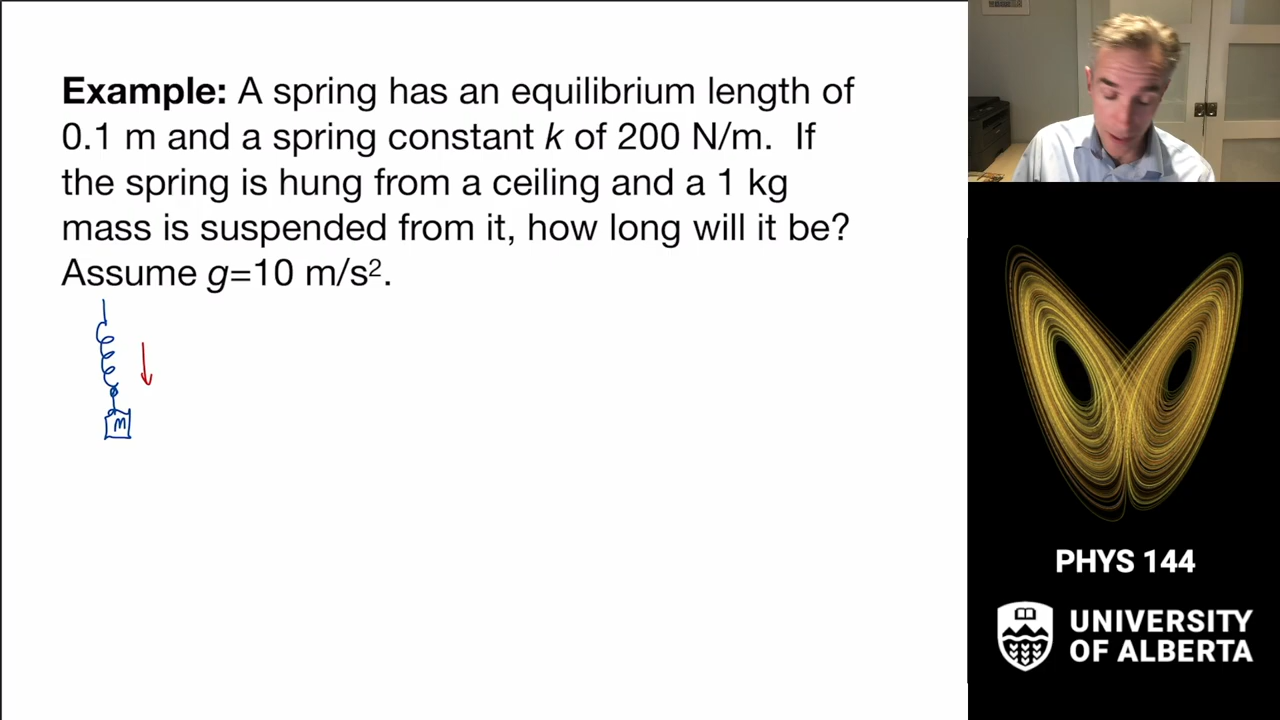 Example: A spring has an equilibrium length of
0.1 m and a spring constant k of 200 N/m. If
the spring is hung from a ceiling and a 1 kg
mass is suspended from it, how long will it be?
Assume g=10 m/s².
m
PHYS 144
UNIVERSITY
OF ALBERTA